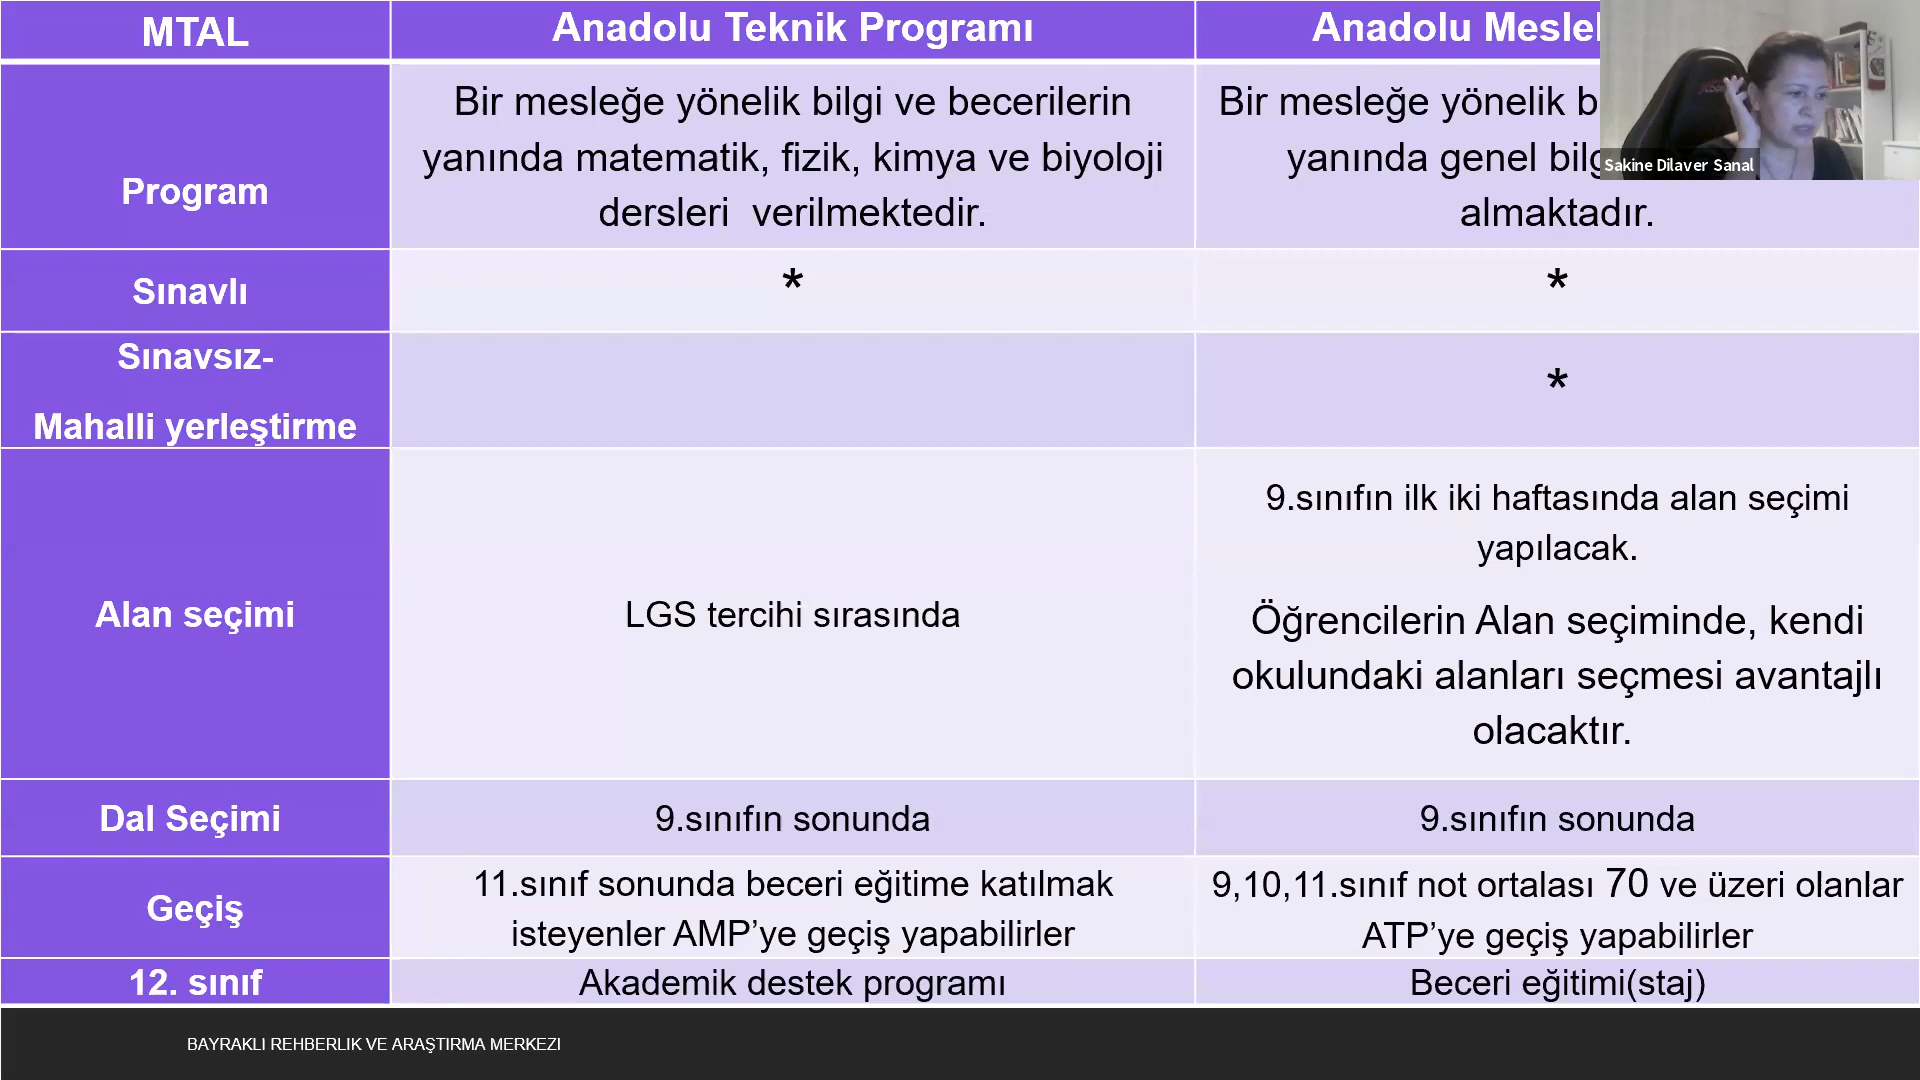 MTAL
Anadolu Teknik Programı
Anadolu
Program
Bir mesleğe yönelik bilgi ve becerilerin
yanında matematik, fizik, kimya ve biyoloji
dersleri verilmektedir.
Bir mesleğe yönelik
yanında genel
almaktadır.
Sakine Dilaver Sanal
Sınavlı
*
*
Sınavsız-
Mahalli yerleştirme
*
Alan seçimi
LGS tercihi sırasında
9.sınıfın ilk iki haftasında alan seçimi
yapılacak.
Öğrencilerin Alan seçiminde, kendi
okulundaki alanları seçmesi avantajlı
olacaktır.
Dal Seçimi
9.sınıfın sonunda
9.sınıfın sonunda
Geçiş
11.sınıf sonunda beceri eğitime katılmak
isteyenler AMP’ye geçiş yapabilirler
9,10,11.sınıf not ortalası 70 ve üzeri olanlar
ATP’ye geçiş yapabilirler
12. sınıf
Akademik destek programı
Beceri eğitimi(staj)
BAYRAKLI REHBERLIK VE ARAŞTIRMA MERKEZI